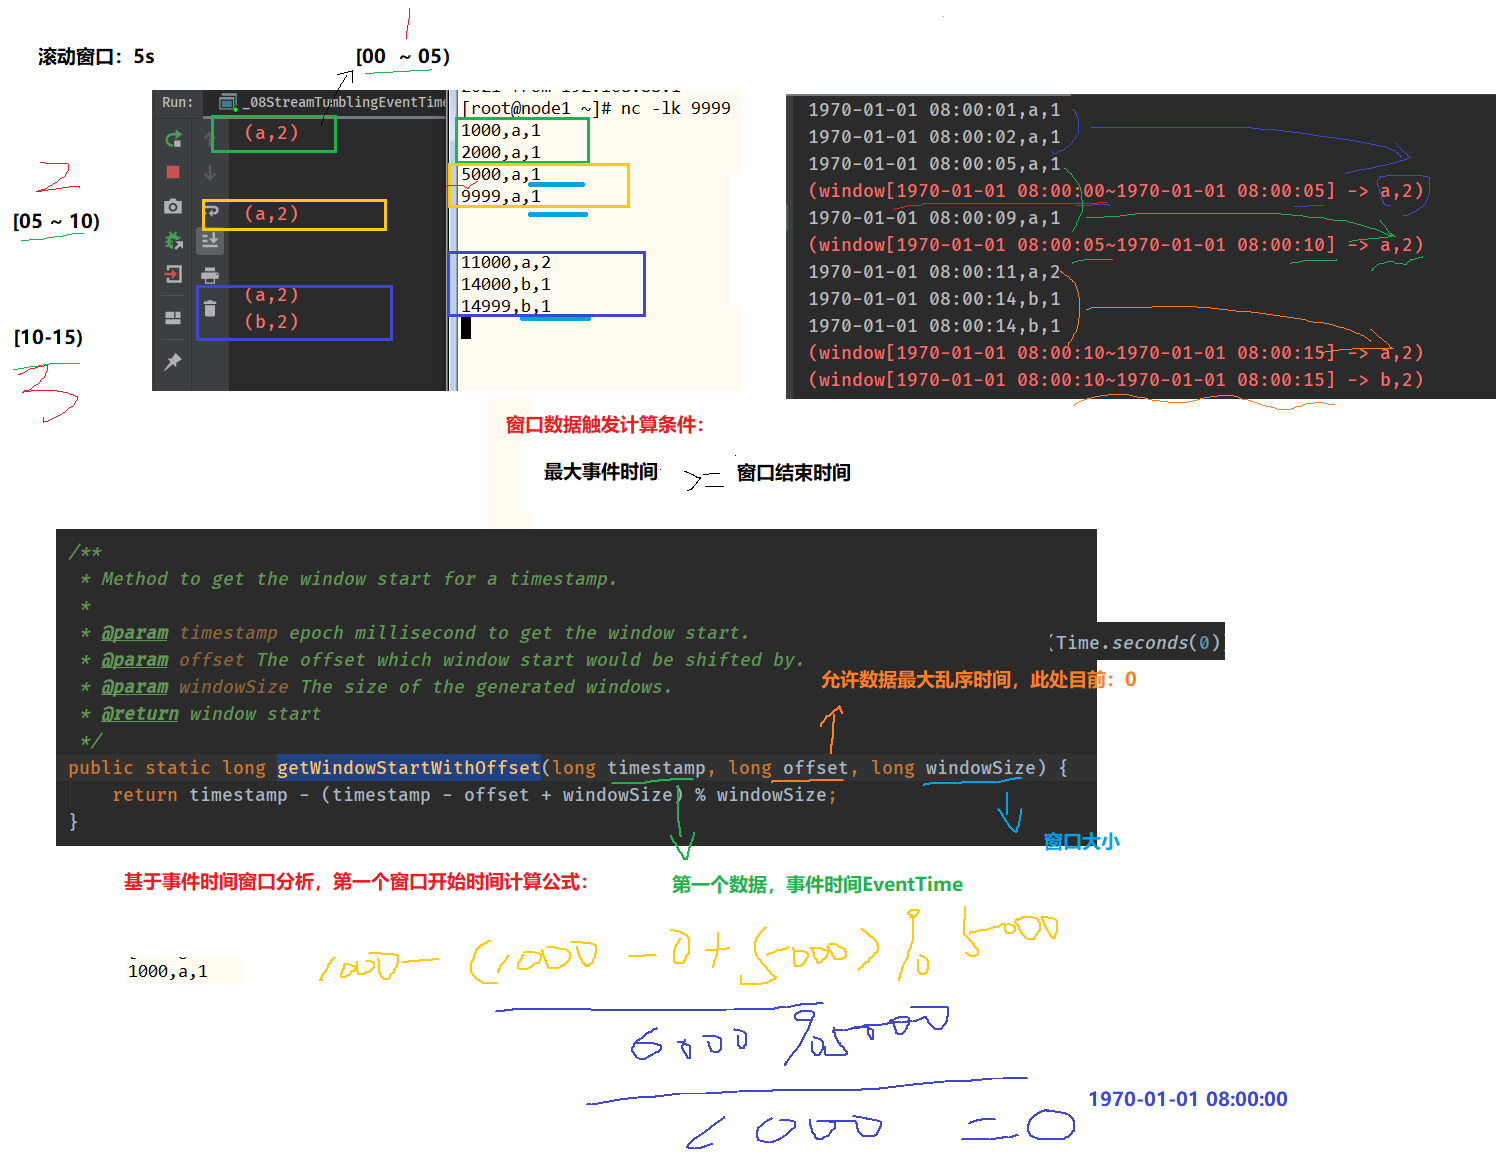 1
滚动窗口：5s
[00 ~ 05)
Run:
_08StreamTumblingEventTime
(a,2)
[root@node1 ~]# nc -lk 9999
1000,a,1
2000,a,1
5000,a,1
9999,a,1
2
[05 ~ 10)
(a,2)
11000,a,2
14000,b,1
14999,b,1
(a,2)
(b,2)
[10-15)
3
1970-01-01 08:00:01,a,1
1970-01-01 08:00:02,a,1
1970-01-01 08:00:05,a,1
(window[1970-01-01 08:00:00~1970-01-01 08:00:05] -> a,2)
1970-01-01 08:00:09,a,1
(window[1970-01-01 08:00:05~1970-01-01 08:00:10] -> a,2)
1970-01-01 08:00:11,a,2
1970-01-01 08:00:14,b,1
1970-01-01 08:00:14,b,1
(window[1970-01-01 08:00:10~1970-01-01 08:00:15] -> a,2)
(window[1970-01-01 08:00:10~1970-01-01 08:00:15] -> b,2)
窗口数据触发计算条件：
最大事件时间 >= 窗口结束时间
/**
* Method to get the window start for a timestamp.
*
* @param timestamp epoch millisecond to get the window start.
* @param offset The offset which window start would be shifted by.
* @param windowSize The size of the generated windows.
* @return window start
*/
(Time.seconds(0)
允许数据最大乱序时间，此处目前：0
public static long getWindowStartWithOffset(long timestamp, long offset, long windowSize) {
return timestamp - (timestamp - offset + windowSize) % windowSize;
}
窗口大小
基于事件时间窗口分析，第一个窗口开始时间计算公式：
第一个数据，事件时间EventTime
1000,a,1
1000 - (1000 - 0 + 5000) % 5000
6000 % 5000
1970-01-01 08:00:00
= 0